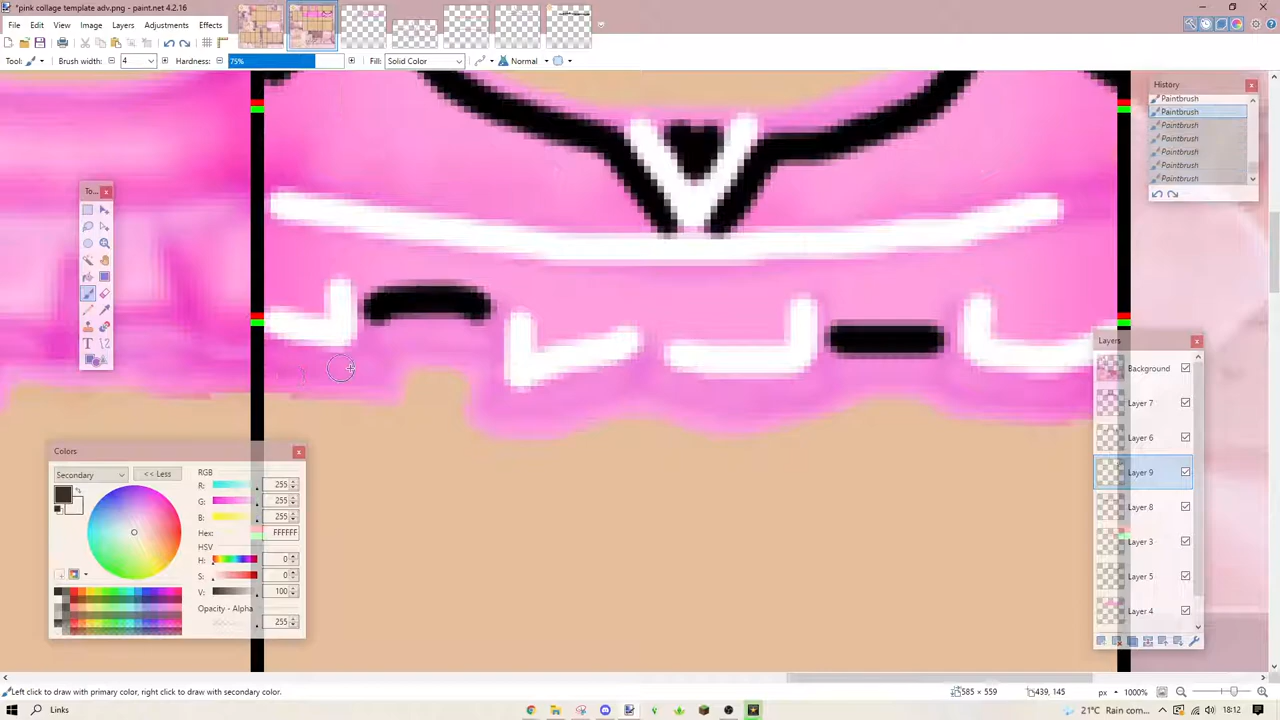 *pink collage template adv.png - paint.net 4.2.16
File Edit View Image Layers Adjustments Effects
Tool: Brush width: 4 Hardness: 75% Fill: Solid Color Normal
History
Paintbrush
Paintbrush
Paintbrush
Paintbrush
Paintbrush
Paintbrush
Paintbrush
To...
T
Layers
Background
Layer 7
Layer 6
Layer 9
Layer 8
Layer 3
Layer 5
Layer 4
Colors
Secondary << Less
RGB
R: 255
G: 255
B: 255
Hex: FFFFFF
HSV
H: 0
S: 0
V: 100
Opacity - Alpha
255
Left click to draw with primary color, right click to draw with secondary color. 585 × 559 439, 145 px 1000%
Links 21°C Rain coming 18:12